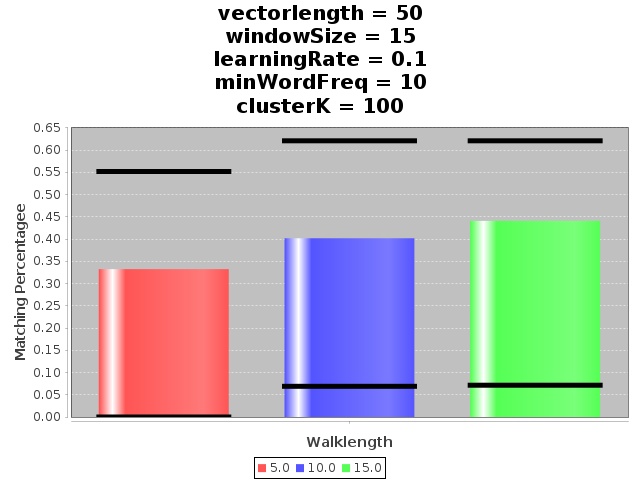 vectorlength = 50
windowSize = 15
learningRate = 0.1
minWordFreq = 10
clusterK = 100
0.65
0.60
0.55
0.50
0.45
0.40
0.35
0.30
0.25
0.20
0.15
0.10
0.05
0.00
Matching Percentagee
Walklength
5.0 10.0 15.0